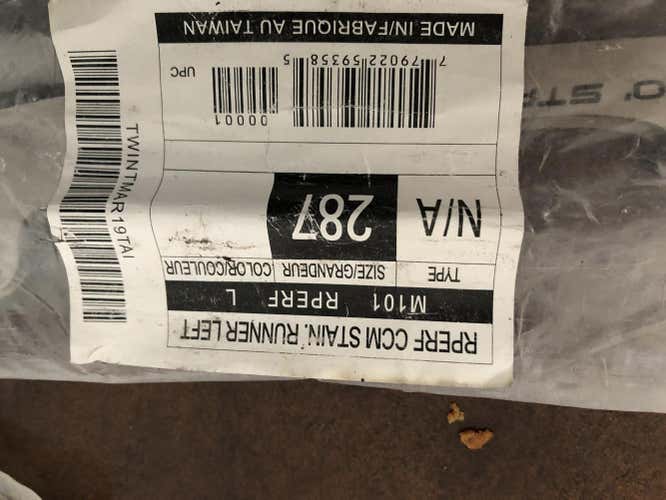 RPERF CCM STAIN. RUNNER LEFT
M101 RPERF L
TYPE SIZE/GRANDEUR COLOR/COULEUR
N/A 287
00001
UPC
7 79022 59358 5
MADE IN/FABRIQUE AU TAIWAN
TWINTMAR19TAI